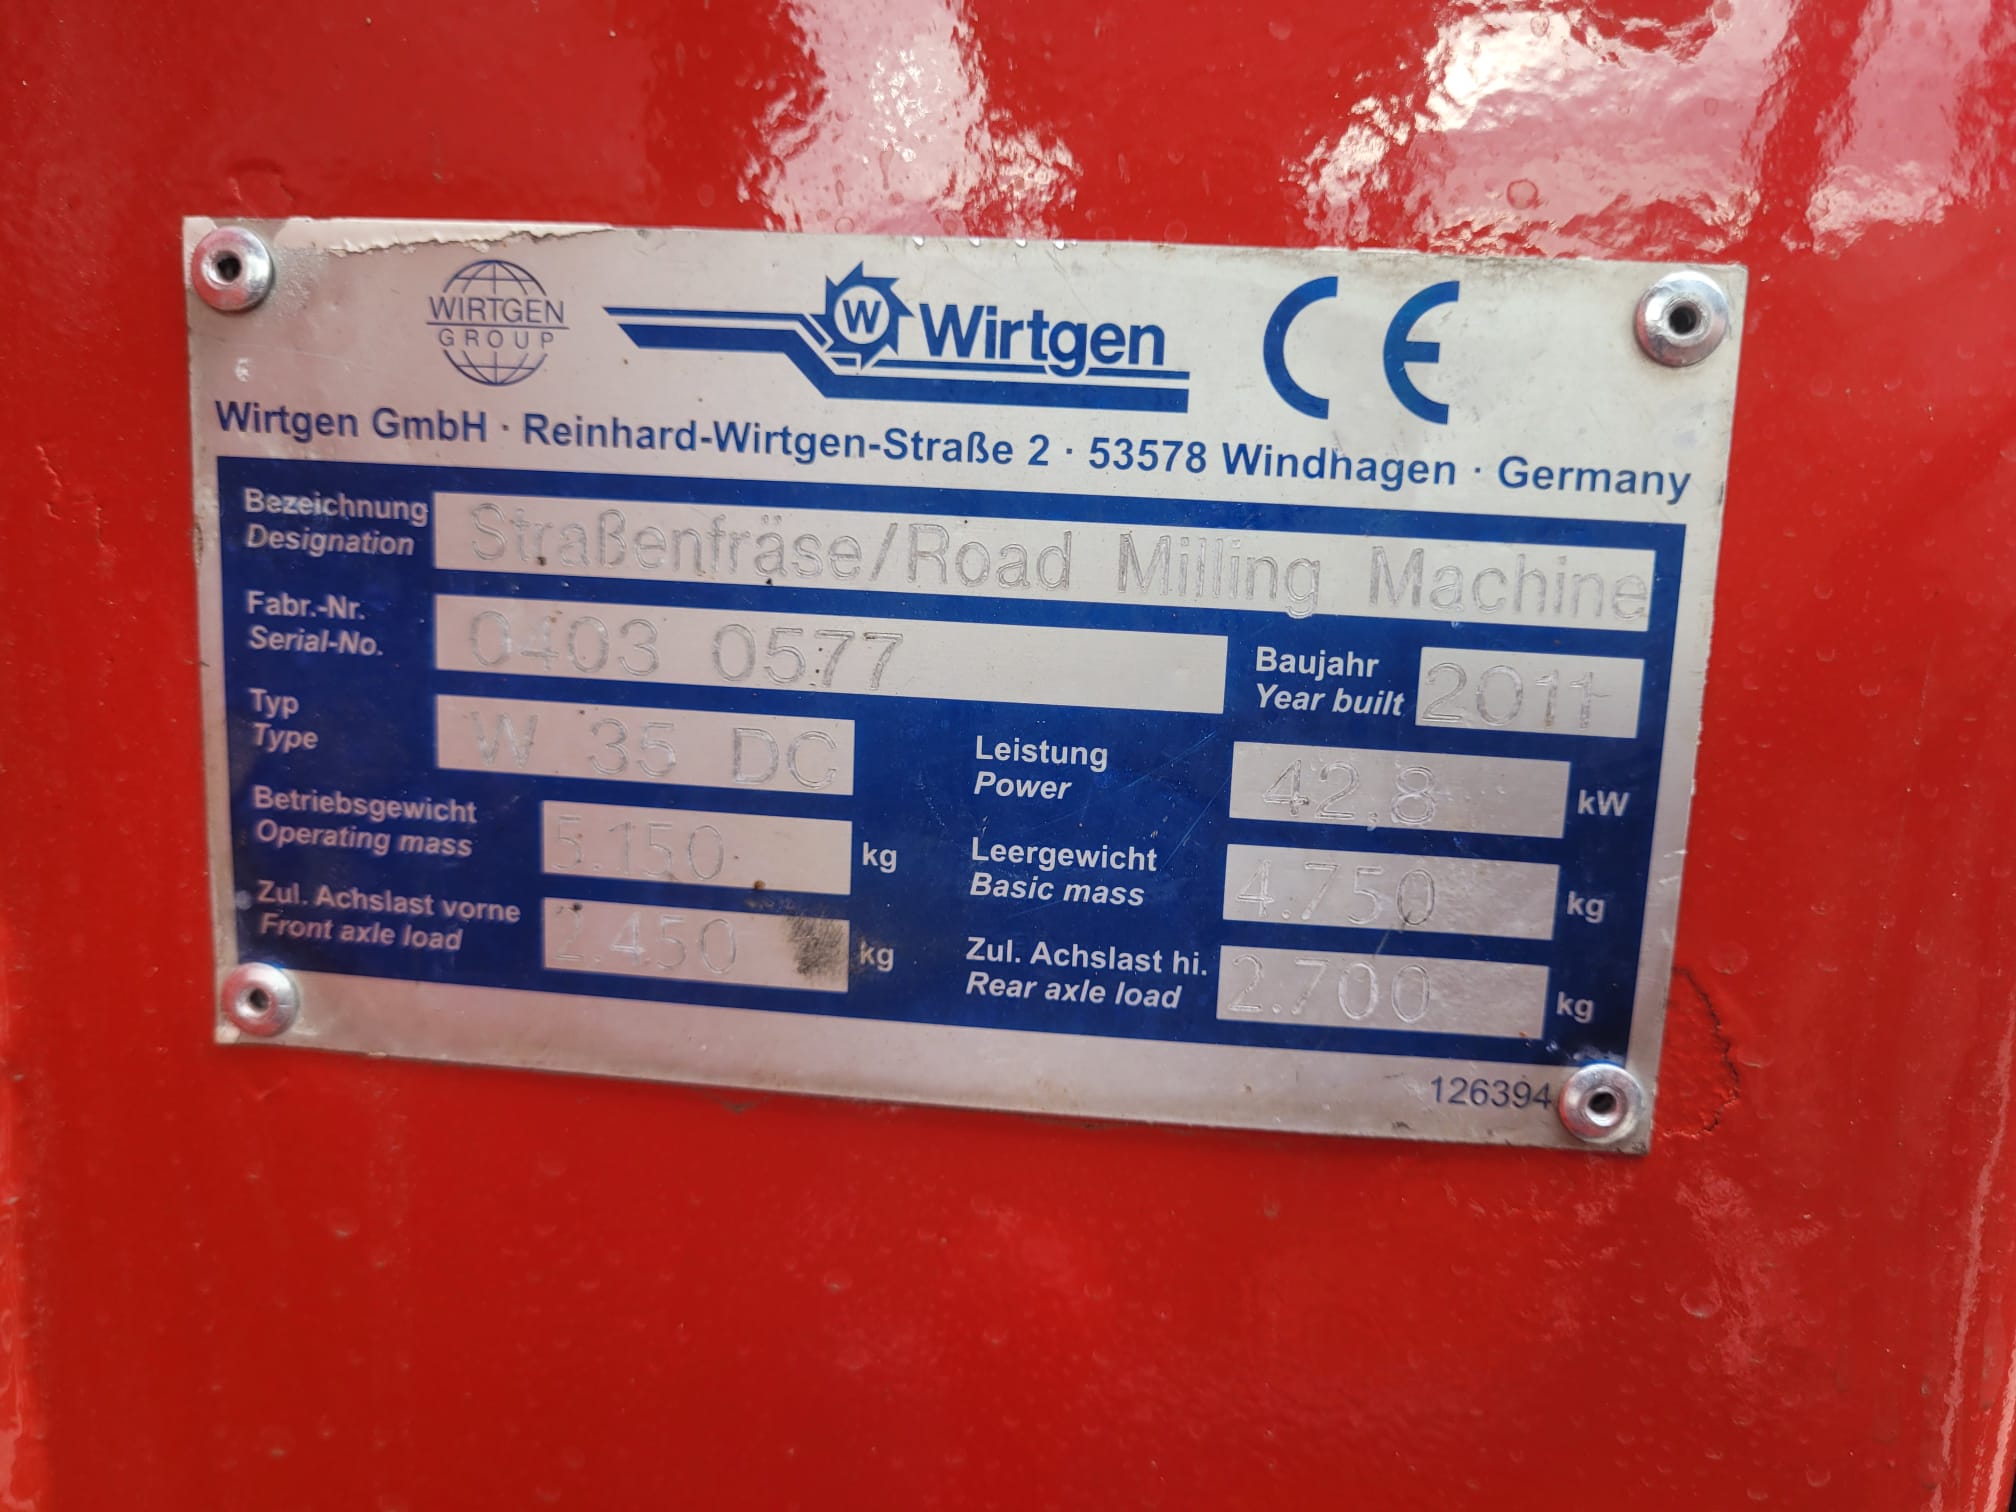 WIRTGEN
GROUP
W
Wirtgen
CE
Wirtgen GmbH · Reinhard-Wirtgen-Straße 2 · 53578 Windhagen · Germany
Bezeichnung
Designation
Straßenfräse/Road Milling Machine
Fabr.-Nr.
Serial-No.
0403 0577
Baujahr
Year built
2011
Typ
Type
W 35 DC
Leistung
Power
42,8
kW
Betriebsgewicht
Operating mass
5.150
kg
Leergewicht
Basic mass
4.750
kg
Zul. Achslast vorne
Front axle load
2.450
kg
Zul. Achslast hi.
Rear axle load
2.700
kg
126394